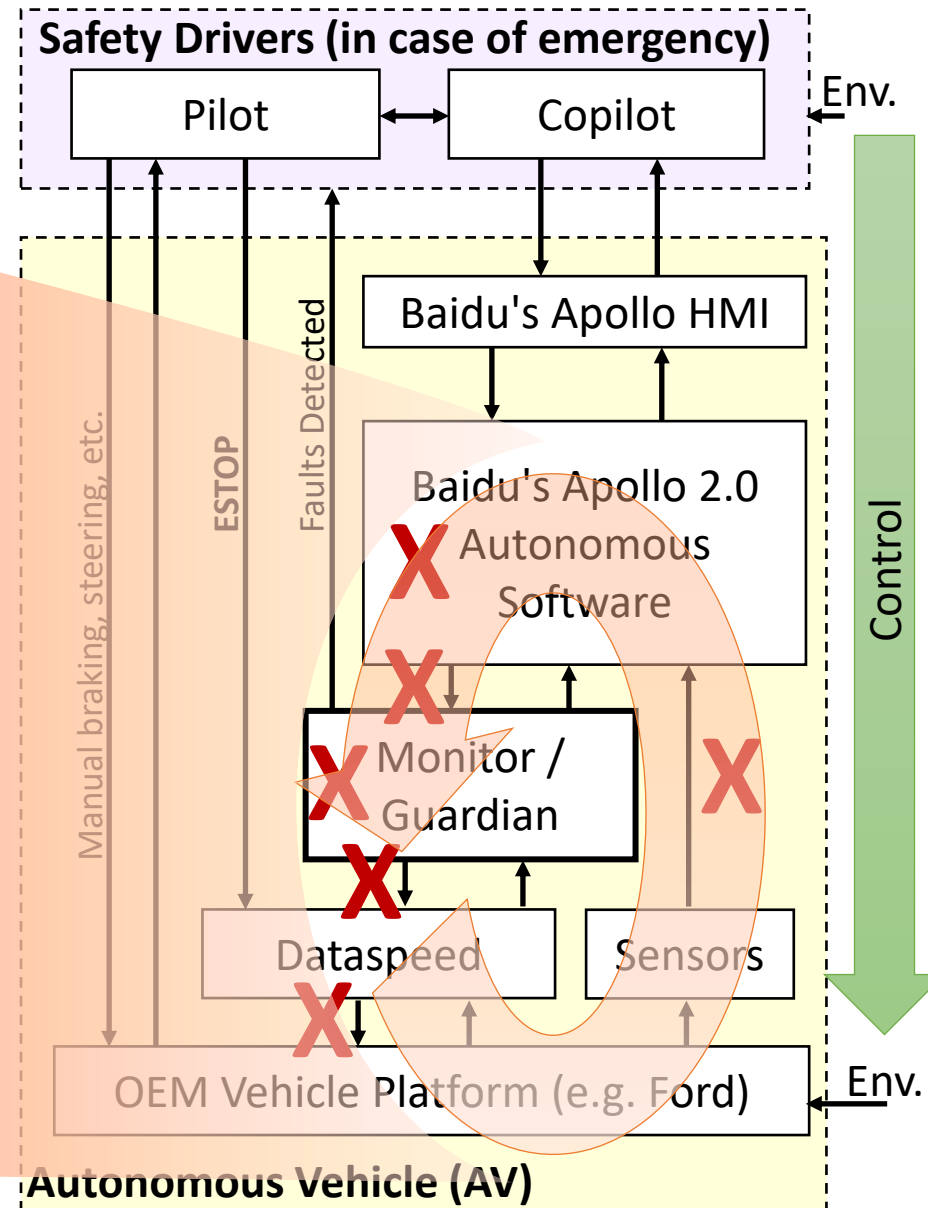 Safety Drivers (in case of emergency)
Pilot
Copilot
Env.
Baidu's Apollo HMI
Manual braking, steering, etc.
ESTOP
Faults Detected
Baidu's Apollo 2.0
Autonomous
Software
Control
X
X
Monitor /
Guardian
X
X
X
Dataspeed
Sensors
X
OEM Vehicle Platform (e.g. Ford)
Env.
Autonomous Vehicle (AV)